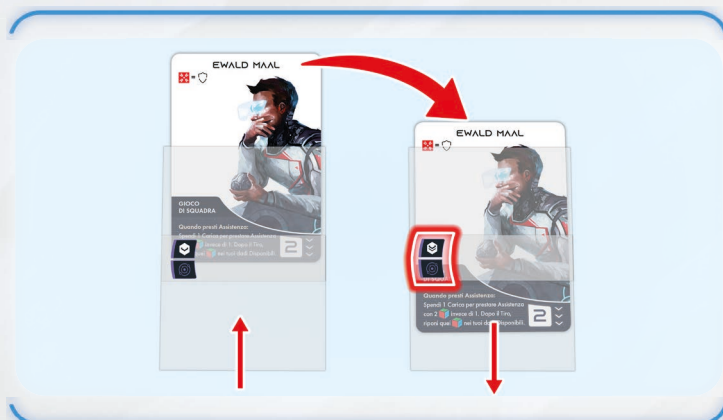 EWALD MAAL
GIOCO
DI SQUADRA
Quando presti Assistenza:
Spendi 1 Carica per prestare Assistenza
invece di 1. Dopo il Tiro,
nei tuoi dadi Disponibili.
2
EWALD MAAL
DI SQU
Quando presti Assistenza:
Spendi 1 Carica per prestare Assistenza
con 2 invece di 1. Dopo il Tiro,
riponi quei nei tuoi dadi Disponibili.
2